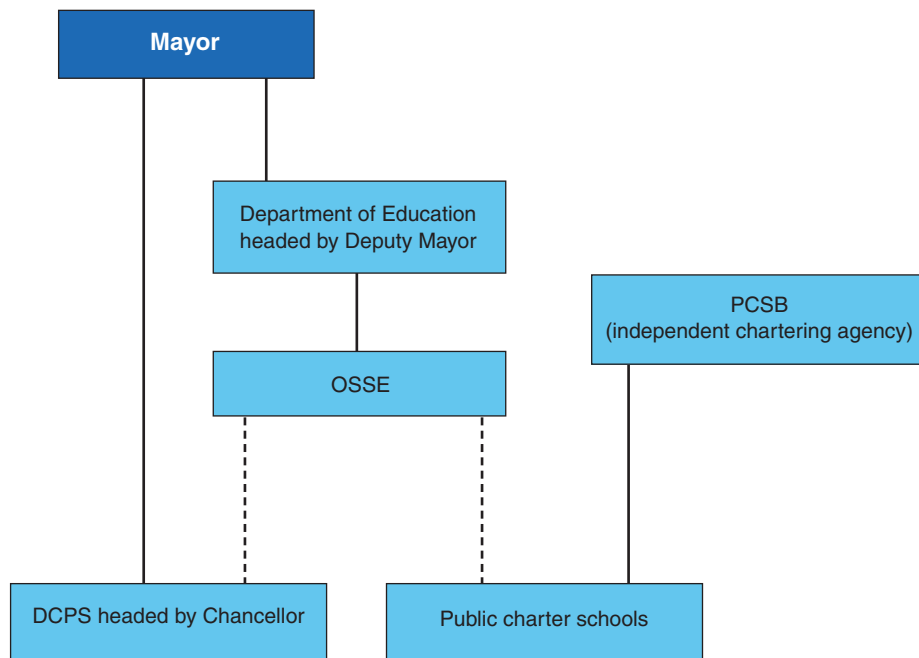 Mayor
Department of Education
headed by Deputy Mayor
PCSB
(independent chartering agency)
OSSE
DCPS headed by Chancellor
Public charter schools